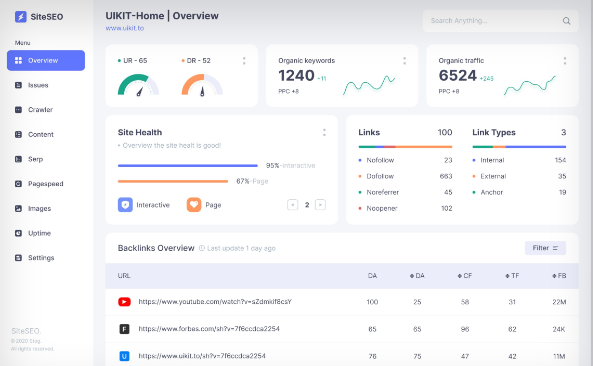 SiteSEO
UIKIT-Home | Overview
www.uikit.to
Search Anything...
Menu
Overview
Issues
Crawler
Content
Serp
Pagespeed
Images
Uptime
Settings
UR - 65
DR - 52
Organic keywords
1240 +11
PPC +8
Organic traffic
6524 +245
PPC +8
Site Health
Overview the site healt is good!
95%-Interactive
67%-Page
Interactive
Page
2
Links 100
Nofollow 23
Dofollow 663
Noreferrer 45
Noopener 102
Link Types 3
Internal 154
External 35
Anchor 19
Backlinks Overview Last update 1 day ago
Filter
URL DA DA CF TF FB
https://www.youtube.com/watch?v=sZdmklf8csY 100 25 58 31 22M
F https://www.forbes.com/sh?v=7f6ccdca2254 65 65 96 62 24K
U https://www.uikit.to/sh?v=7f6ccdca2254 76 75 47 42 11M
SiteSEO.
All rights reserved